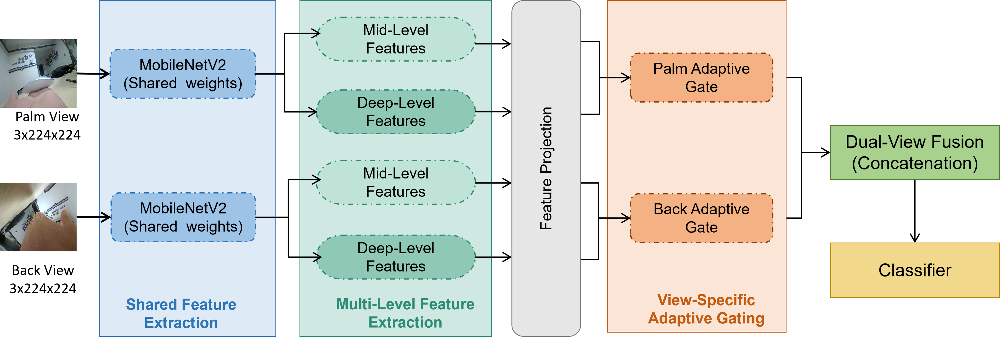 Palm View
3x224x224
Back View
3x224x224
MobileNetV2
(Shared weights)
MobileNetV2
(Shared weights)
Shared Feature
Extraction
Mid-Level
Features
Deep-Level
Features
Mid-Level
Features
Deep-Level
Features
Multi-Level Feature
Extraction
Feature Projection
Palm Adaptive
Gate
Back Adaptive
Gate
View-Specific
Adaptive Gating
Dual-View Fusion
(Concatenation)
Classifier